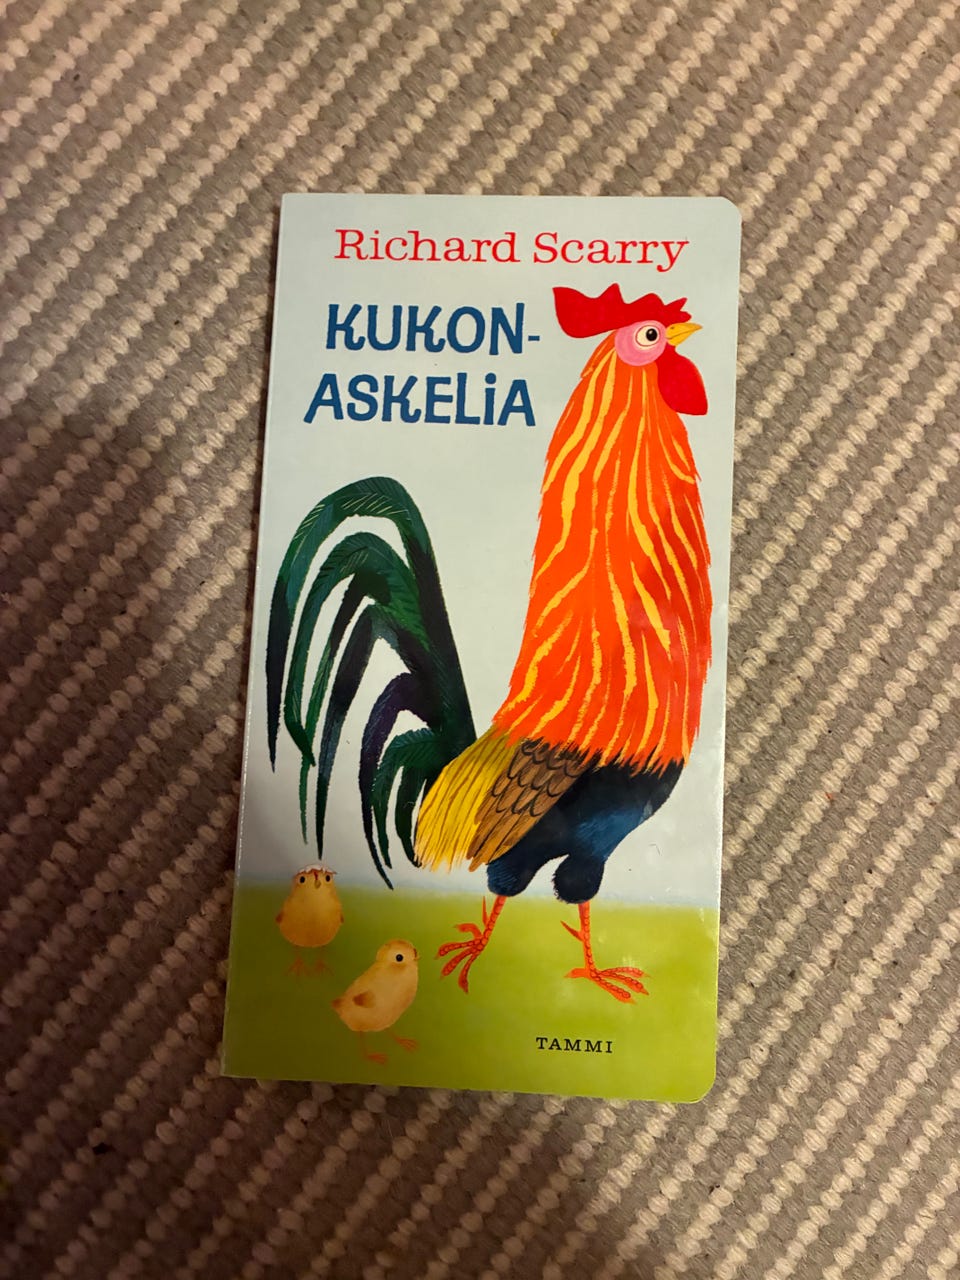 Richard Scarry
KUKON-
ASKELiA
TAMMI